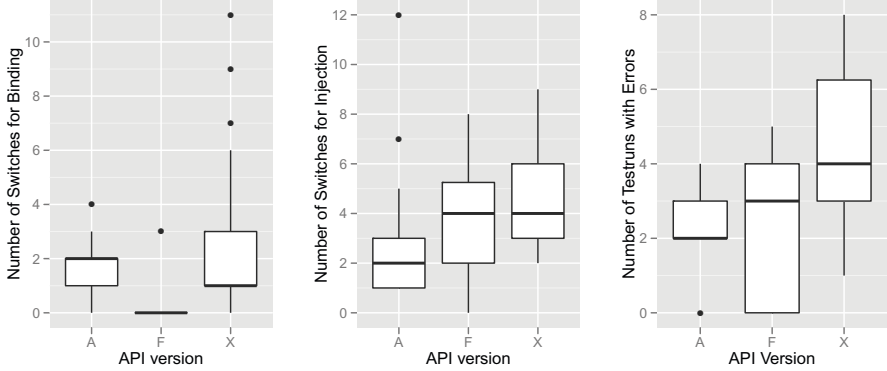 Number of Switches for Binding
10
8
6
4
2
0
A F X
API version
Number of Switches for Injection
12
10
8
6
4
2
0
A F X
API version
Number of Testruns with Errors
8
6
4
2
0
A F X
API Version